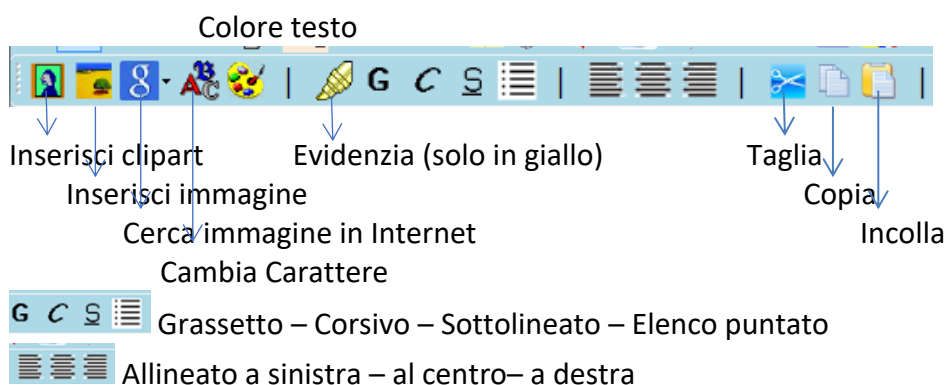 Colore testo
g ABC | G C S | |
Inserisci clipart Evidenzia (solo in giallo) Taglia
Inserisci immagine Copia
Cerca immagine in Internet Incolla
Cambia Carattere
G C S Grassetto – Corsivo – Sottolineato – Elenco puntato
Allineato a sinistra – al centro– a destra